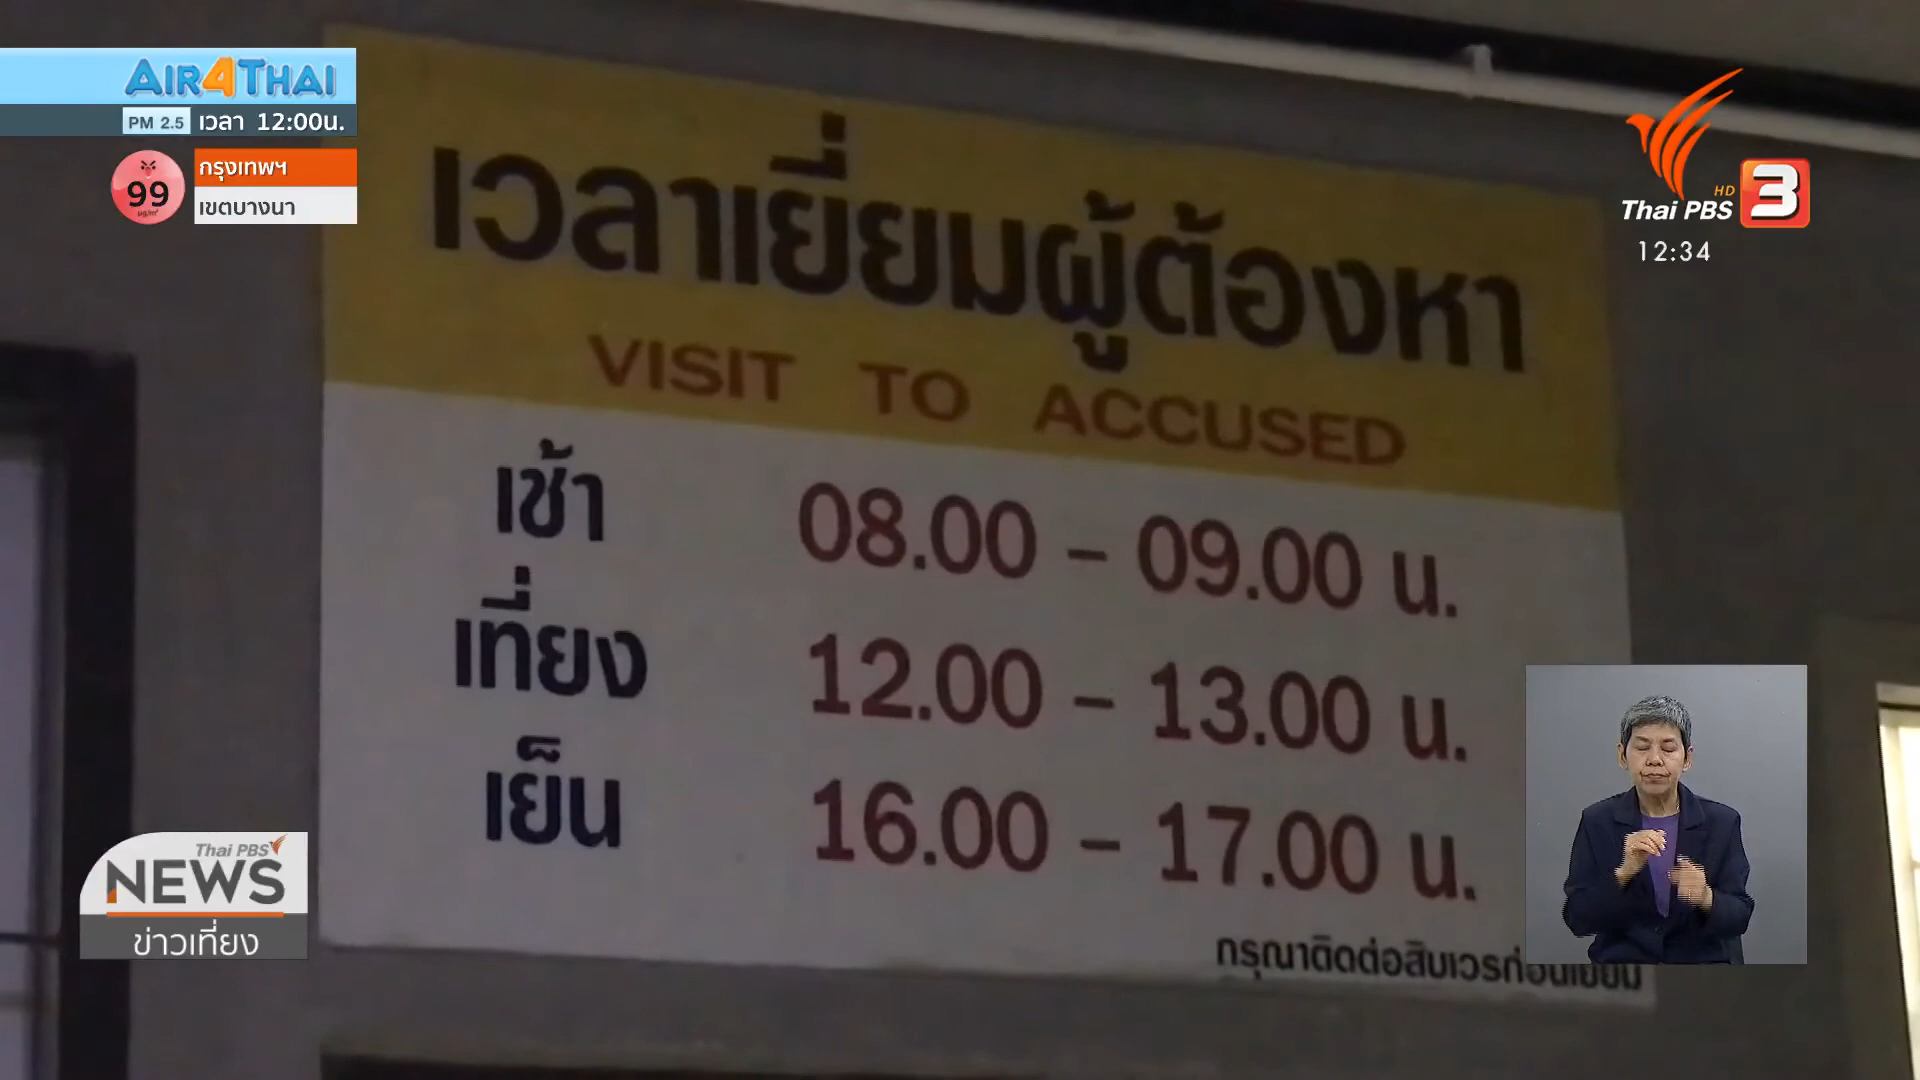 AIR4THAI
PM 2.5 เวลา 12:00น.
99
µg/m³
กรุงเทพฯ
เขตบางนา
HD
Thai PBS 3
12:34
เวลาเยี่ยมผู้ต้องหา
VISIT TO ACCUSED
เช้า 08.00 – 09.00 น.
เที่ยง 12.00 – 13.00 น.
เย็น 16.00 – 17.00 น.
กรุณาติดต่อสิบเวรก่อนเยี่ยม
Thai PBS
NEWS
ข่าวเที่ยง